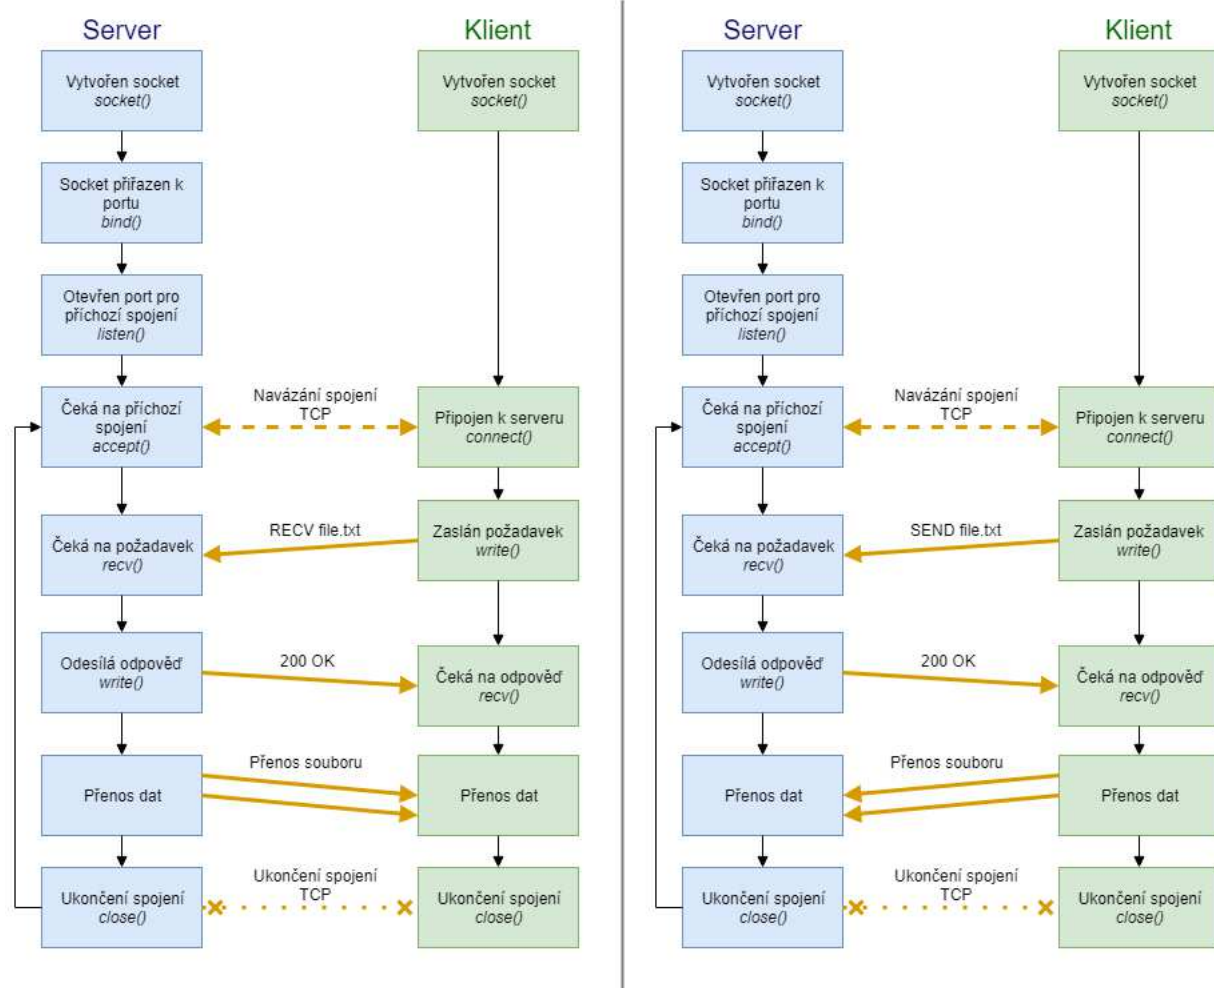 Server
Klient
Vytvořen socket
socket()
Vytvořen socket
socket()
Socket přiřazen k
portu
bind()
Otevřen port pro
příchozí spojení
listen()
Čeká na příchozí
spojení
accept()
Navázání spojení
TCP
Připojen k serveru
connect()
Čeká na požadavek
recv()
RECV file.txt
Zaslán požadavek
write()
Odesílá odpověď
write()
200 OK
Čeká na odpověď
recv()
Přenos dat
Přenos souboru
Přenos dat
Ukončení spojení
close()
Ukončení spojení
TCP
Ukončení spojení
close()
Server
Klient
Vytvořen socket
socket()
Vytvořen socket
socket()
Socket přiřazen k
portu
bind()
Otevřen port pro
příchozí spojení
listen()
Čeká na příchozí
spojení
accept()
Navázání spojení
TCP
Připojen k serveru
connect()
Čeká na požadavek
recv()
SEND file.txt
Zaslán požadavek
write()
Odesílá odpověď
write()
200 OK
Čeká na odpověď
recv()
Přenos dat
Přenos souboru
Přenos dat
Ukončení spojení
close()
Ukončení spojení
TCP
Ukončení spojení
close()